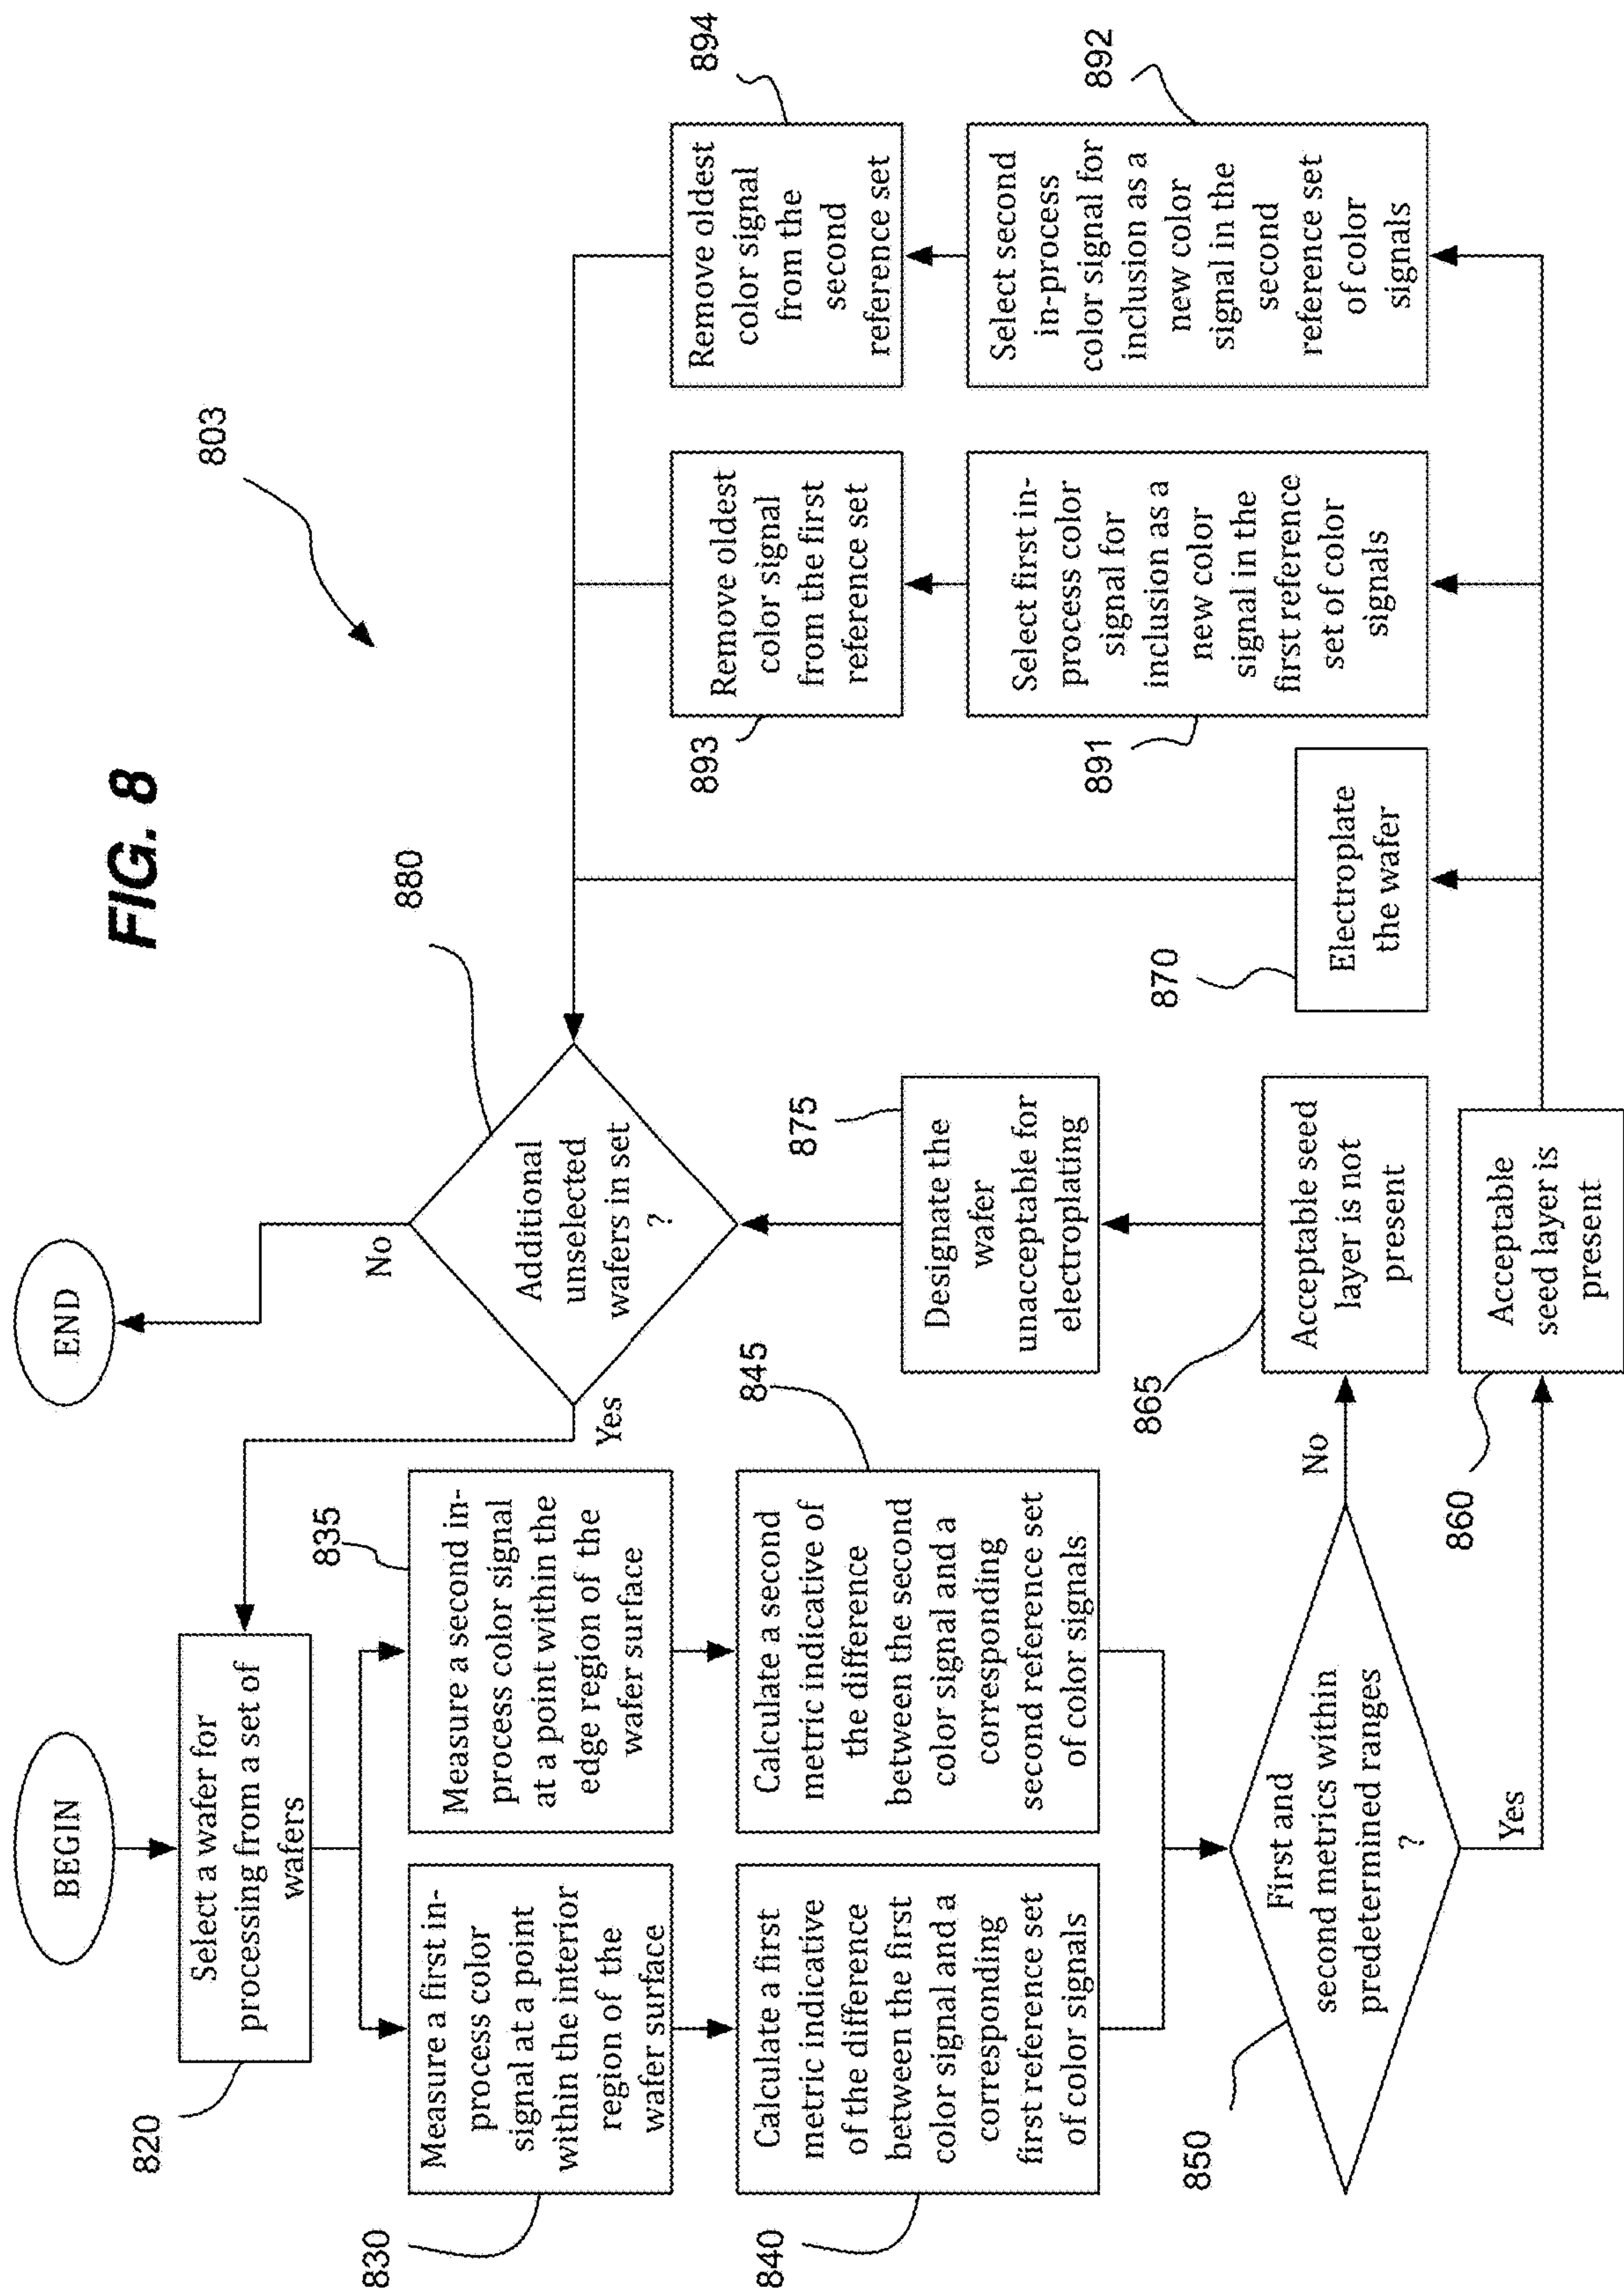 FIG. 8
803
BEGIN
820
Select a wafer for
processing from a set of
wafers
830
Measure a first in-
process color
signal at a point
within the interior
region of the
wafer surface
835
Measure a second in-
process color signal
at a point within the
edge region of the
wafer surface
840
Calculate a first
metric indicative
of the difference
between the first
color signal and a
corresponding
first reference set
of color signals
845
Calculate a second
metric indicative of
the difference
between the second
color signal and a
corresponding
second reference set
of color signals
850
First and
second metrics within
predetermined ranges
?
No
Yes
860
Acceptable
seed layer is
present
865
Acceptable seed
layer is not
present
875
Designate the
wafer
unacceptable for
electroplating
880
Additional
unselected
wafers in set
?
Yes
No
END
870
Electroplate
the wafer
891
Select first in-
process color
signal for
inclusion as a
new color
signal in the
first reference
set of color
signals
893
Remove oldest
color signal
from the first
reference set
892
Select second
in-process
color signal for
inclusion as a
new color
signal in the
second
reference set
of color
signals
894
Remove oldest
color signal
from the
second
reference set